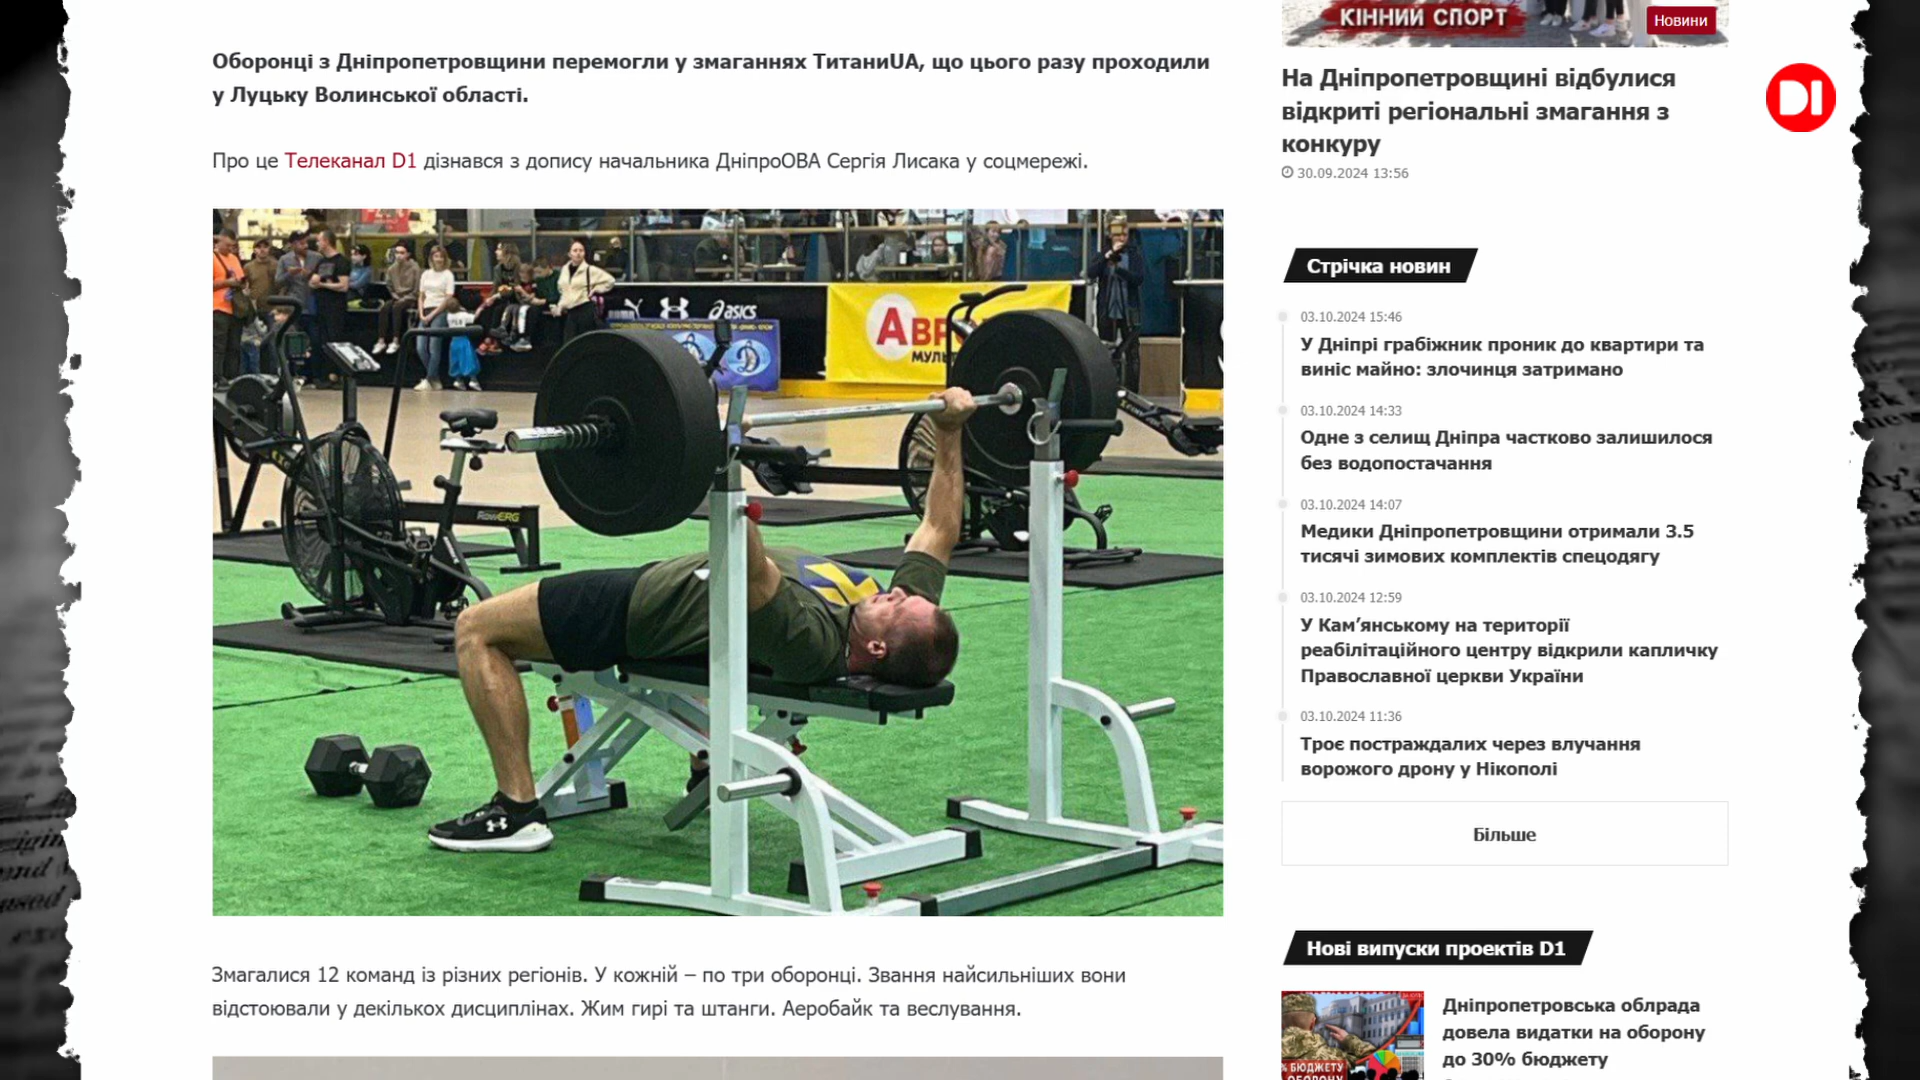 Оборонці з Дніпропетровщини перемогли у змаганнях ТитаниUA, що цього разу проходили
у Луцьку Волинської області.
Про це Телеканал D1 дізнався з допису начальника ДніпроОВА Сергія Лисака у соцмережі.
asics
RowERG
Змагалися 12 команд із різних регіонів. У кожній – по три оборонці. Звання найсильніших вони
відстоювали у декількох дисциплінах. Жим гирі та штанги. Аеробайк та веслування.
КІННИЙ СПОРТ
Новини
На Дніпропетровщині відбулися
відкриті регіональні змагання з
конкуру
30.09.2024 13:56
Стрічка новин
03.10.2024 15:46
У Дніпрі грабіжник проник до квартири та
виніс майно: злочинця затримано
03.10.2024 14:33
Одне з селищ Дніпра частково залишилося
без водопостачання
03.10.2024 14:07
Медики Дніпропетровщини отримали 3.5
тисячі зимових комплектів спецодягу
03.10.2024 12:59
У Кам’янському на території
реабілітаційного центру відкрили капличку
Православної церкви України
03.10.2024 11:36
Троє постраждалих через влучання
ворожого дрону у Нікополі
Більше
Нові випуски проектів D1
Дніпропетровська облрада
довела видатки на оборону
до 30% бюджету
% БЮДЖЕТУ
D1